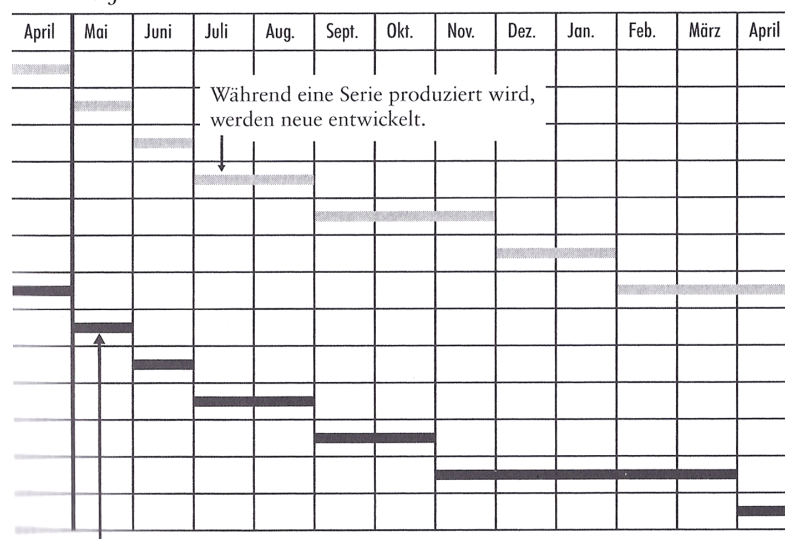 April Mai Juni Juli Aug. Sept. Okt. Nov. Dez. Jan. Feb. März April
Während eine Serie produziert wird,
werden neue entwickelt.